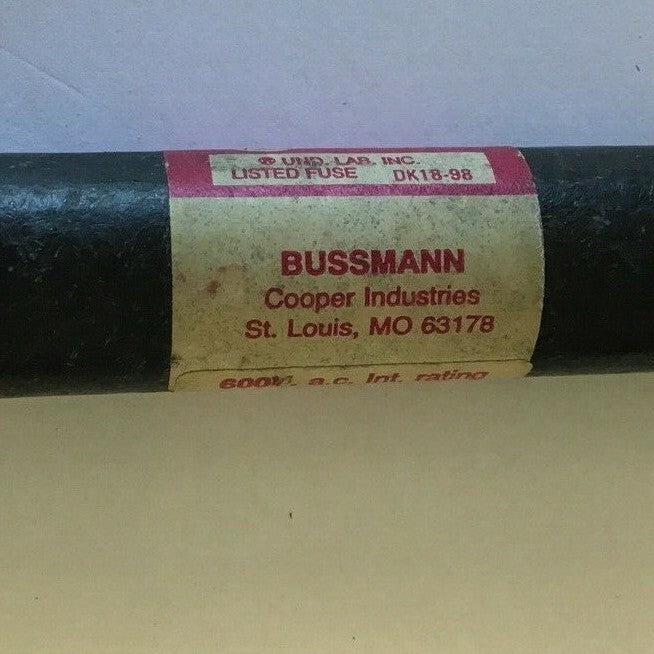 UND. LAB. INC.
LISTED FUSE DK18-98
BUSSMANN
Cooper Industries
St. Louis, MO 63178
600V. a.c. Int. rating